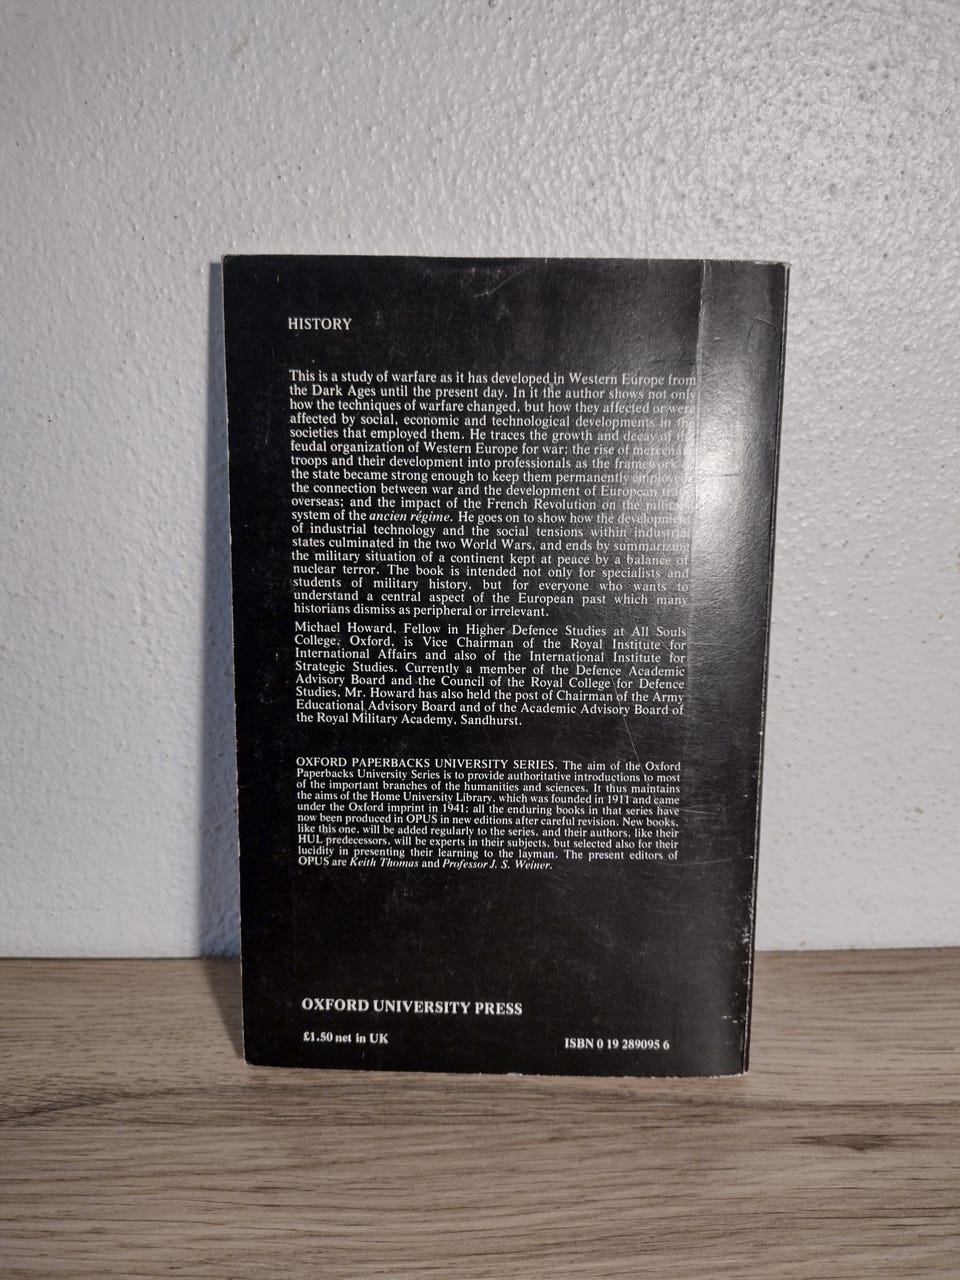 HISTORY
This is a study of warfare as it has developed in Western Europe from
the Dark Ages until the present day. In it the author shows not only
how the techniques of warfare changed, but how they affected or were
affected by social, economic and technological developments in the
societies that employed them. He traces the growth and decay of the
feudal organization of Western Europe for war; the rise of mercenary
troops and their development into professionals as the framework of
the state became strong enough to keep them permanently employed;
the connection between war and the development of European trade
overseas; and the impact of the French Revolution on the military
system of the ancien régime. He goes on to show how the development
of industrial technology and the social tensions within industrial
states culminated in the two World Wars, and ends by summarizing
the military situation of a continent kept at peace by a balance of
nuclear terror. The book is intended not only for specialists and
students of military history, but for everyone who wants to
understand a central aspect of the European past which many
historians dismiss as peripheral or irrelevant.
Michael Howard, Fellow in Higher Defence Studies at All Souls
College, Oxford, is Vice Chairman of the Royal Institute for
International Affairs and also of the International Institute for
Strategic Studies. Currently a member of the Defence Academic
Advisory Board and the Council of the Royal College for Defence
Studies, Mr. Howard has also held the post of Chairman of the Army
Educational Advisory Board and of the Academic Advisory Board of
the Royal Military Academy, Sandhurst.
OXFORD PAPERBACKS UNIVERSITY SERIES. The aim of the Oxford
Paperbacks University Series is to provide authoritative introductions to most
of the important branches of the humanities and sciences. It thus maintains
the aims of the Home University Library, which was founded in 1911 and came
under the Oxford imprint in 1941; all the enduring books in that series have
now been produced in OPUS in new editions after careful revision. New books,
like this one, will be added regularly to the series, and their authors, like their
HUL predecessors, will be experts in their subjects, but selected also for their
lucidity in presenting their learning to the layman. The present editors of
OPUS are Keith Thomas and Professor J. S. Weiner.
OXFORD UNIVERSITY PRESS
£1.50 net in UK
ISBN 0 19 289095 6